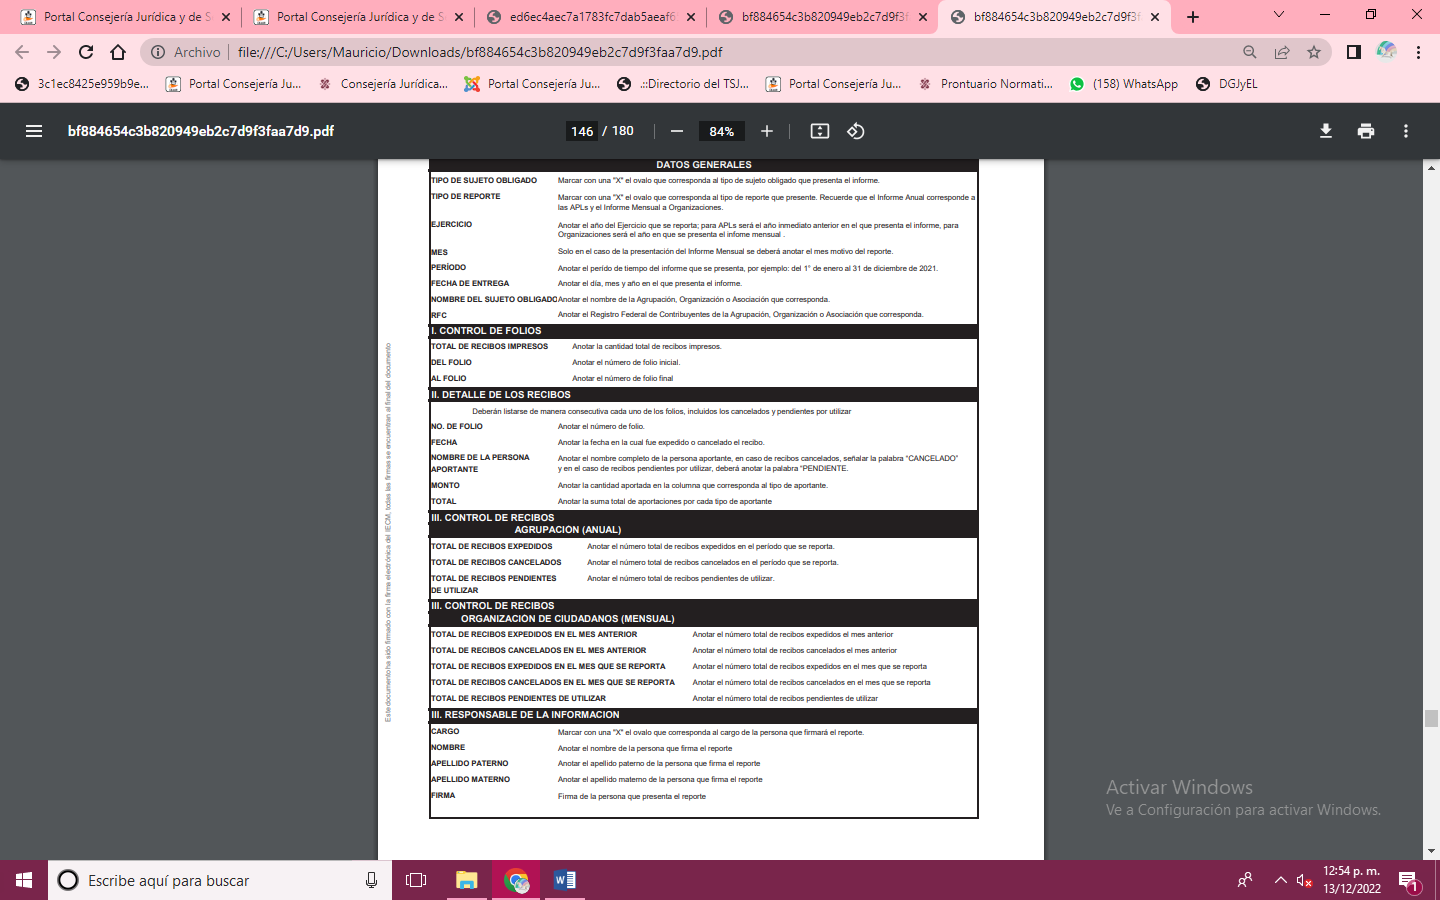 Portal Consejería Jurídica y de S
Portal Consejería Jurídica y de S
ed6ec4aec7a1783fc7dab5aeaf6
bf884654c3b820949eb2c7d9f3f
bf884654c3b820949eb2c7d9f3f
Archivo | file:///C:/Users/Mauricio/Downloads/bf884654c3b820949eb2c7d9f3faa7d9.pdf
3c1ec8425e959b9e...
Portal Consejería Ju...
Consejería Jurídica...
Portal Consejería Ju...
.::Directorio del TSJ...
Portal Consejería Ju...
Prontuario Normati...
(158) WhatsApp
DGJyEL
bf884654c3b820949eb2c7d9f3faa7d9.pdf
146 / 180
84%
DATOS GENERALES
TIPO DE SUJETO OBLIGADO Marcar con una "X" el ovalo que corresponda al tipo de sujeto obligado que presenta el informe.
TIPO DE REPORTE Marcar con una "X" el ovalo que corresponda al tipo de reporte que presente. Recuerde que el Informe Anual corresponde a
las APLs y el Informe Mensual a Organizaciones.
EJERCICIO Anotar el año del Ejercicio que se reporta; para APLs será el año inmediato anterior en el que presenta el informe, para
Organizaciones será el año en que se presenta el infome mensual .
MES Solo en el caso de la presentación del Informe Mensual se deberá anotar el mes motivo del reporte.
PERÍODO Anotar el perído de tiempo del informe que se presenta, por ejemplo: del 1° de enero al 31 de diciembre de 2021.
FECHA DE ENTREGA Anotar el día, mes y año en el que presenta el informe.
NOMBRE DEL SUJETO OBLIGADO Anotar el nombre de la Agrupación, Organización o Asociación que corresponda.
RFC Anotar el Registro Federal de Contribuyentes de la Agrupación, Organización o Asociación que corresponda.
I. CONTROL DE FOLIOS
TOTAL DE RECIBOS IMPRESOS Anotar la cantidad total de recibos impresos.
DEL FOLIO Anotar el número de folio inicial.
AL FOLIO Anotar el número de folio final
II. DETALLE DE LOS RECIBOS
Deberán listarse de manera consecutiva cada uno de los folios, incluidos los cancelados y pendientes por utilizar
NO. DE FOLIO Anotar el número de folio.
FECHA Anotar la fecha en la cual fue expedido o cancelado el recibo.
NOMBRE DE LA PERSONA Anotar el nombre completo de la persona aportante, en caso de recibos cancelados, señalar la palabra "CANCELADO"
APORTANTE y en el caso de recibos pendientes por utilizar, deberá anotar la palabra "PENDIENTE.
MONTO Anotar la cantidad aportada en la columna que corresponda al tipo de aportante.
TOTAL Anotar la suma total de aportaciones por cada tipo de aportante
III. CONTROL DE RECIBOS
AGRUPACIÓN (ANUAL)
TOTAL DE RECIBOS EXPEDIDOS Anotar el número total de recibos expedidos en el período que se reporta.
TOTAL DE RECIBOS CANCELADOS Anotar el número total de recibos cancelados en el período que se reporta.
TOTAL DE RECIBOS PENDIENTES Anotar el número total de recibos pendientes de utilizar.
DE UTILIZAR
III. CONTROL DE RECIBOS
ORGANIZACIÓN DE CIUDADANOS (MENSUAL)
TOTAL DE RECIBOS EXPEDIDOS EN EL MES ANTERIOR Anotar el número total de recibos expedidos el mes anterior
TOTAL DE RECIBOS CANCELADOS EN EL MES ANTERIOR Anotar el número total de recibos cancelados el mes anterior
TOTAL DE RECIBOS EXPEDIDOS EN EL MES QUE SE REPORTA Anotar el número total de recibos expedidos en el mes que se reporta
TOTAL DE RECIBOS CANCELADOS EN EL MES QUE SE REPORTA Anotar el número total de recibos cancelados en el mes que se reporta
TOTAL DE RECIBOS PENDIENTES DE UTILIZAR Anotar el número total de recibos pendientes de utilizar
III. RESPONSABLE DE LA INFORMACION
CARGO Marcar con una "X" el ovalo que corresponda al cargo de la persona que firmará el reporte.
NOMBRE Anotar el nombre de la persona que firma el reporte
APELLIDO PATERNO Anotar el apellido paterno de la persona que firma el reporte
APELLIDO MATERNO Anotar el apellido materno de la persona que firma el reporte
FIRMA Firma de la persona que presenta el reporte
Este documento ha sido firmado con la firma electrónica del IECM, todas las firmas se encuentran al final del documento
Activar Windows
Ve a Configuración para activar Windows.
Escribe aquí para buscar
12:54 p. m.
13/12/2022
1